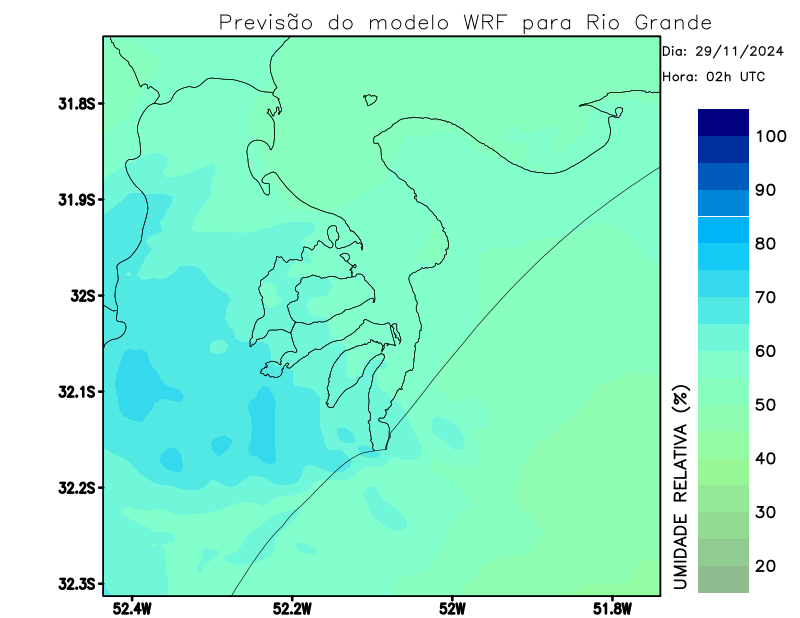 Previsão do modelo WRF para Rio Grande
Dia: 29/11/2024
Hora: 02h UTC
31.8S
31.9S
32S
32.1S
32.2S
32.3S
52.4W 52.2W 52W 51.8W
UMIDADE RELATIVA (%)
100
90
80
70
60
50
40
30
20